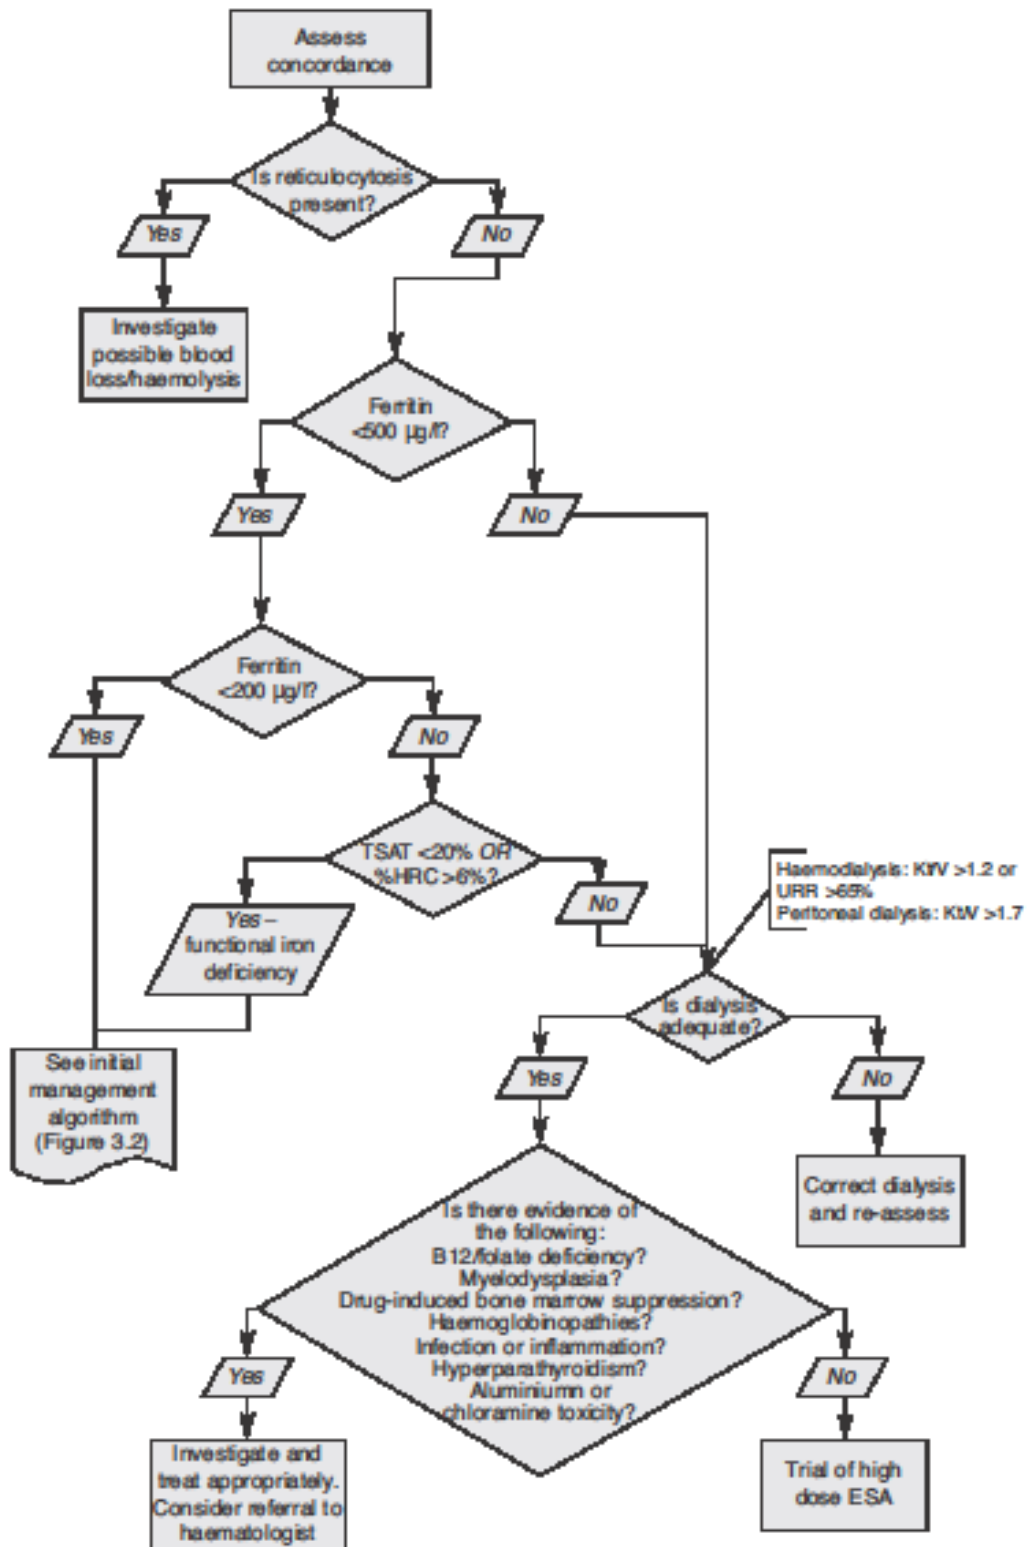 Assess
concordance
Is reticulocytosis
present?
Yes
No
Investigate
possible blood
loss/haemolysis
Ferritin
<500 µg/l?
Yes
No
Ferritin
<200 µg/l?
Yes
No
TSAT <20% OR
%HRC >6%?
Yes –
functional iron
deficiency
No
Haemodialysis: Kt/V >1.2 or
URR >65%
Peritoneal dialysis: Kt/V >1.7
Is dialysis
adequate?
Yes
No
See initial
management
algorithm
(Figure 3.2)
Correct dialysis
and re-assess
Is there evidence of
the following:
B12/folate deficiency?
Myelodysplasia?
Drug-induced bone marrow suppression?
Haemoglobinopathies?
Infection or inflammation?
Hyperparathyroidism?
Aluminiumn or
chloramine toxicity?
Yes
No
Investigate and
treat appropriately.
Consider referral to
haematologist
Trial of high
dose ESA